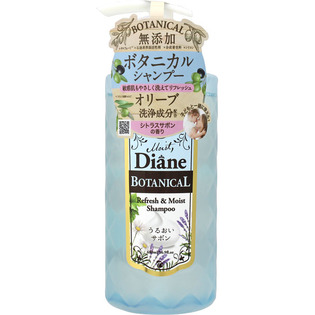 BOTANICAL
無添加
ボタニカル
シャンプー
敏感肌もやさしく洗えてリフレッシュ
オリーブ
洗浄成分
シトラスサボン
の香り
Moist
Diane
BOTANICAL
Refresh & Moist
Shampoo
うるおい
サボン